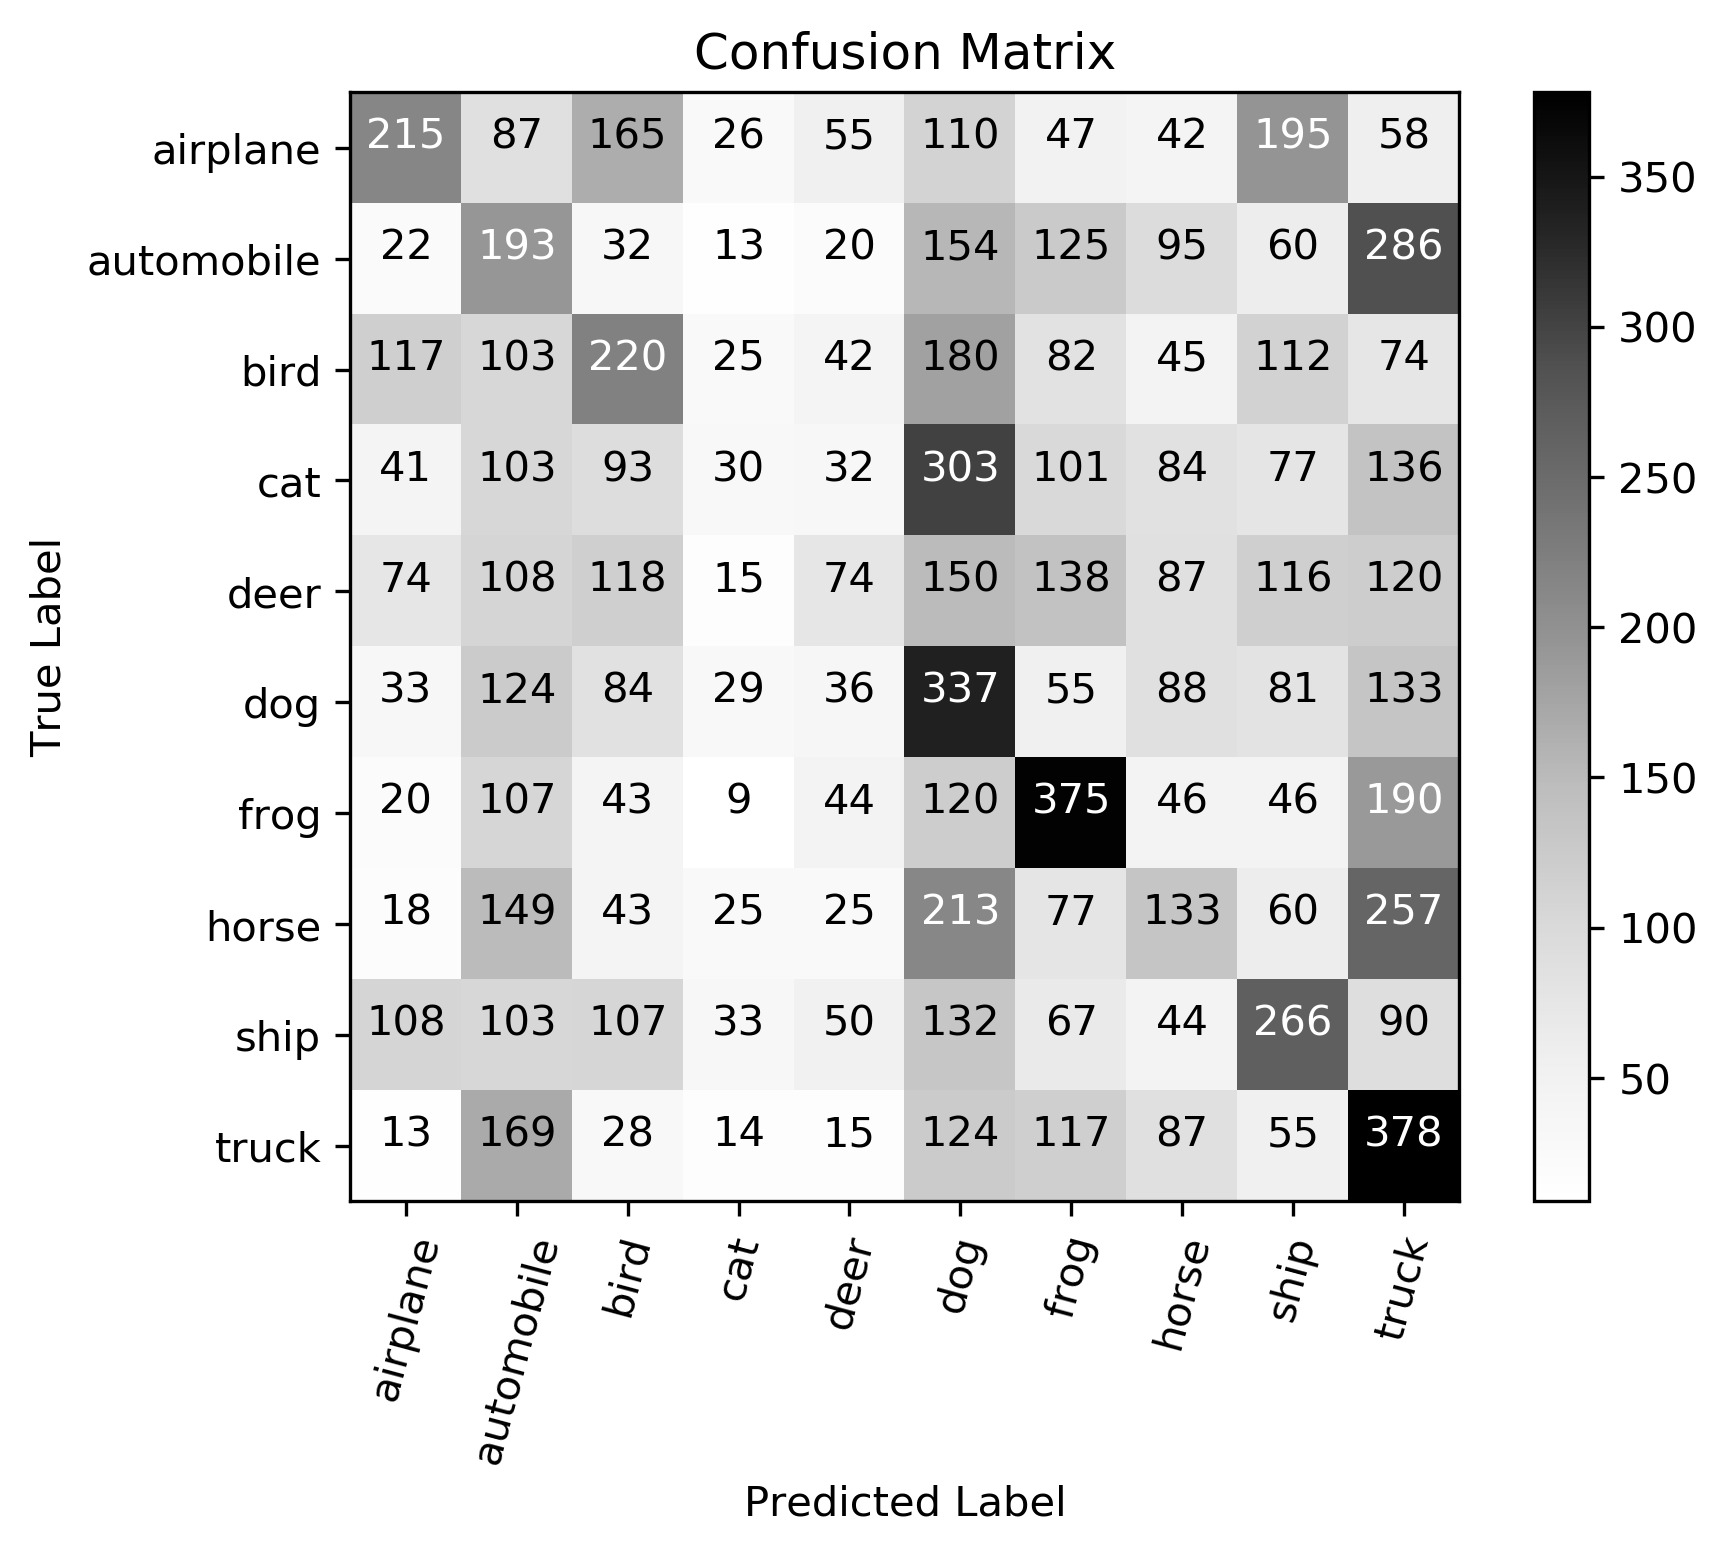 Confusion Matrix
airplane 215 87 165 26 55 110 47 42 195 58
automobile 22 193 32 13 20 154 125 95 60 286
bird 117 103 220 25 42 180 82 45 112 74
cat 41 103 93 30 32 303 101 84 77 136
deer 74 108 118 15 74 150 138 87 116 120
dog 33 124 84 29 36 337 55 88 81 133
frog 20 107 43 9 44 120 375 46 46 190
horse 18 149 43 25 25 213 77 133 60 257
ship 108 103 107 33 50 132 67 44 266 90
truck 13 169 28 14 15 124 117 87 55 378
True Label
airplane automobile bird cat deer dog frog horse ship truck
Predicted Label
350
300
250
200
150
100
50